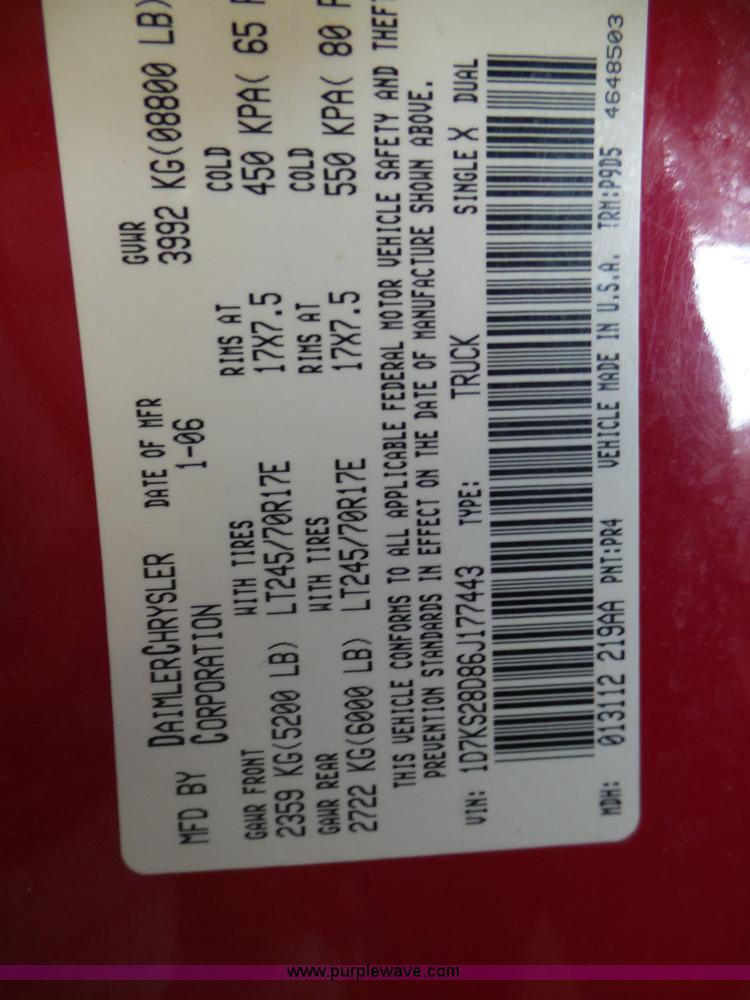 MFD BY DAIMLERCHRYSLER CORPORATION DATE OF MFR 1-06 GVWR 3992 KG(08800 LB)
GAWR FRONT WITH TIRES RIMS AT COLD
2359 KG(5200 LB) LT245/70R17E 17X7.5 450 KPA( 65
GAWR REAR WITH TIRES RIMS AT COLD
2722 KG(6000 LB) LT245/70R17E 17X7.5 550 KPA( 80
THIS VEHICLE CONFORMS TO ALL APPLICABLE FEDERAL MOTOR VEHICLE SAFETY AND THEFT
PREVENTION STANDARDS IN EFFECT ON THE DATE OF MANUFACTURE SHOWN ABOVE.
VIN: 1D7KS28D86J177443 TYPE: TRUCK SINGLE X DUAL
MDH: 013112 219AA PNT:PR4 VEHICLE MADE IN U.S.A. TRM:P9D5 4648503
www.purplewave.com